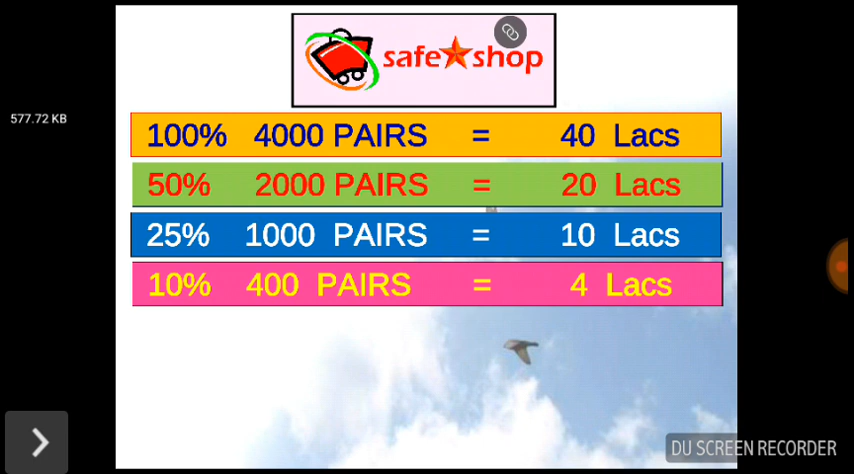 safe shop
577.72 KB
100% 4000 PAIRS = 40 Lacs
50% 2000 PAIRS = 20 Lacs
25% 1000 PAIRS = 10 Lacs
10% 400 PAIRS = 4 Lacs
DU SCREEN RECORDER